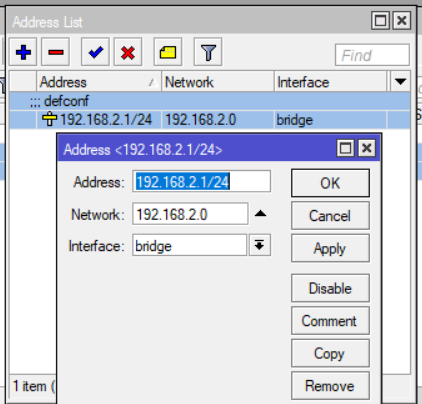 Address List
Find
Address Network Interface
::: defconf
192.168.2.1/24 192.168.2.0 bridge
Address <192.168.2.1/24>
Address: 192.168.2.1/24 OK
Network: 192.168.2.0 Cancel
Interface: bridge Apply
Disable
Comment
Copy
1 item ( Remove